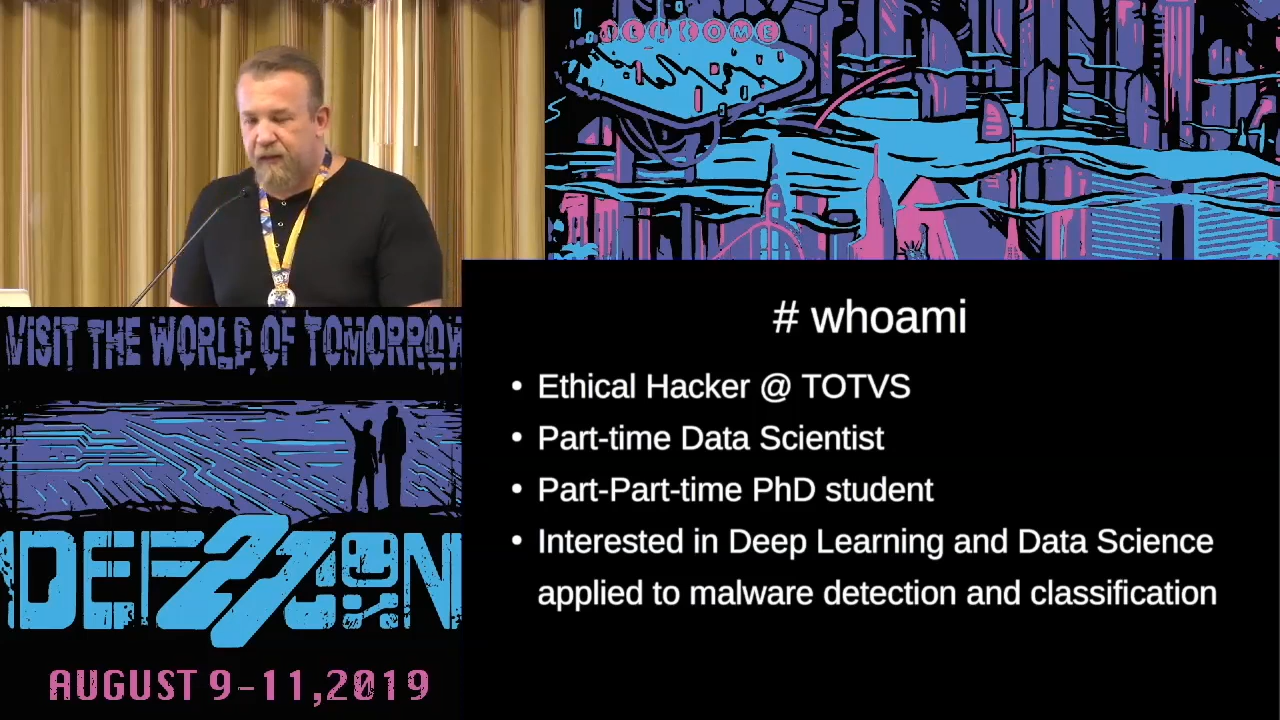 WELCOME
# whoami
• Ethical Hacker @ TOTVS
• Part-time Data Scientist
• Part-Part-time PhD student
• Interested in Deep Learning and Data Science
applied to malware detection and classification
VISIT THE WORLD OF TOMORROW
DEF 27 CON
AUGUST 9-11,2019